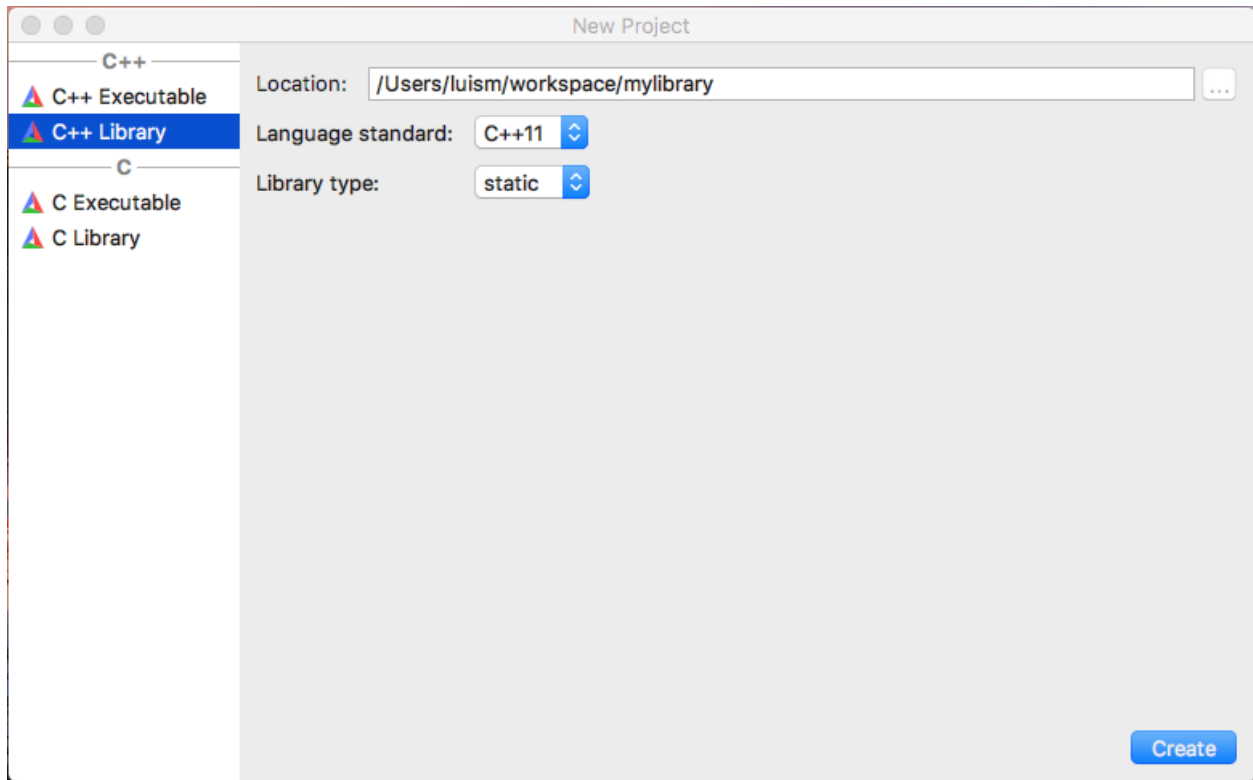 New Project
C++
C++ Executable
C++ Library
C
C Executable
C Library
Location: /Users/luism/workspace/mylibrary ...
Language standard: C++11
Library type: static
Create